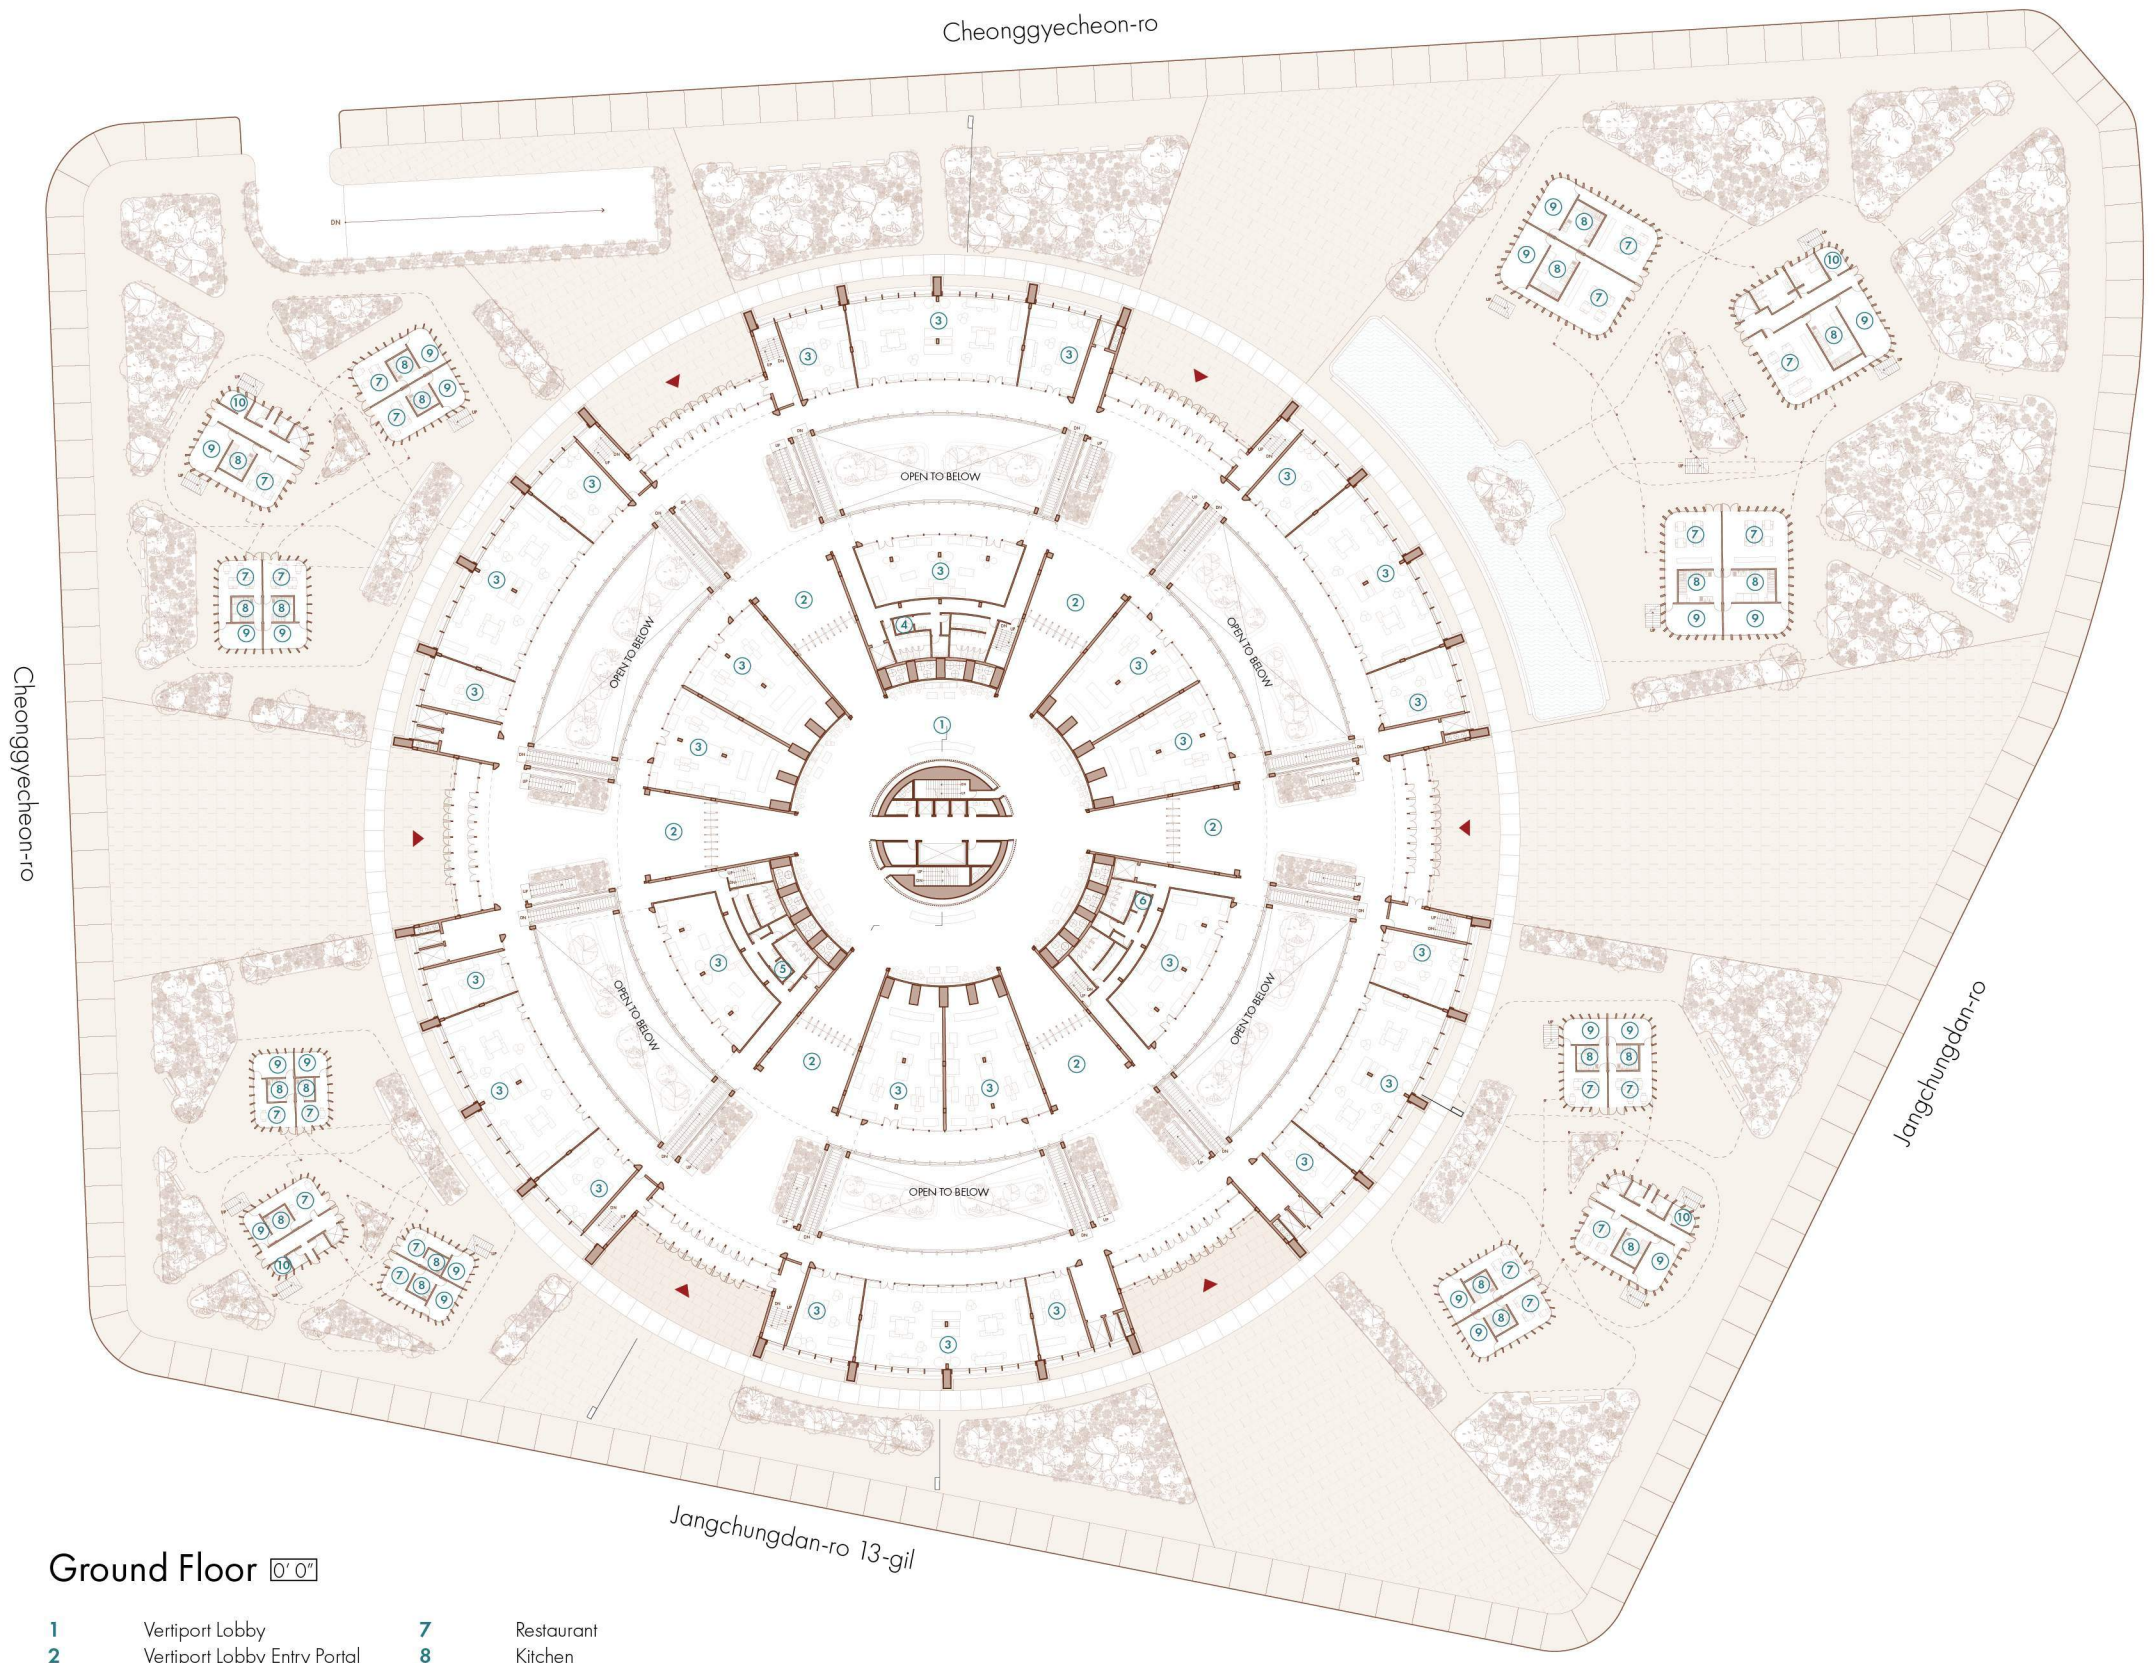 Cheonggyecheon-ro
DN
OPEN TO BELOW
OPEN TO BELOW
OPEN TO BELOW
Cheonggyecheon-ro
OPEN TO BELOW
OPEN TO BELOW
OPEN TO BELOW
Jangchungdan-ro
Jangchungdan-ro 13-gil
Ground Floor 0' 0"
1 Vertiport Lobby 7 Restaurant
2 Vertiport Lobby Entry Portal 8 Kitchen